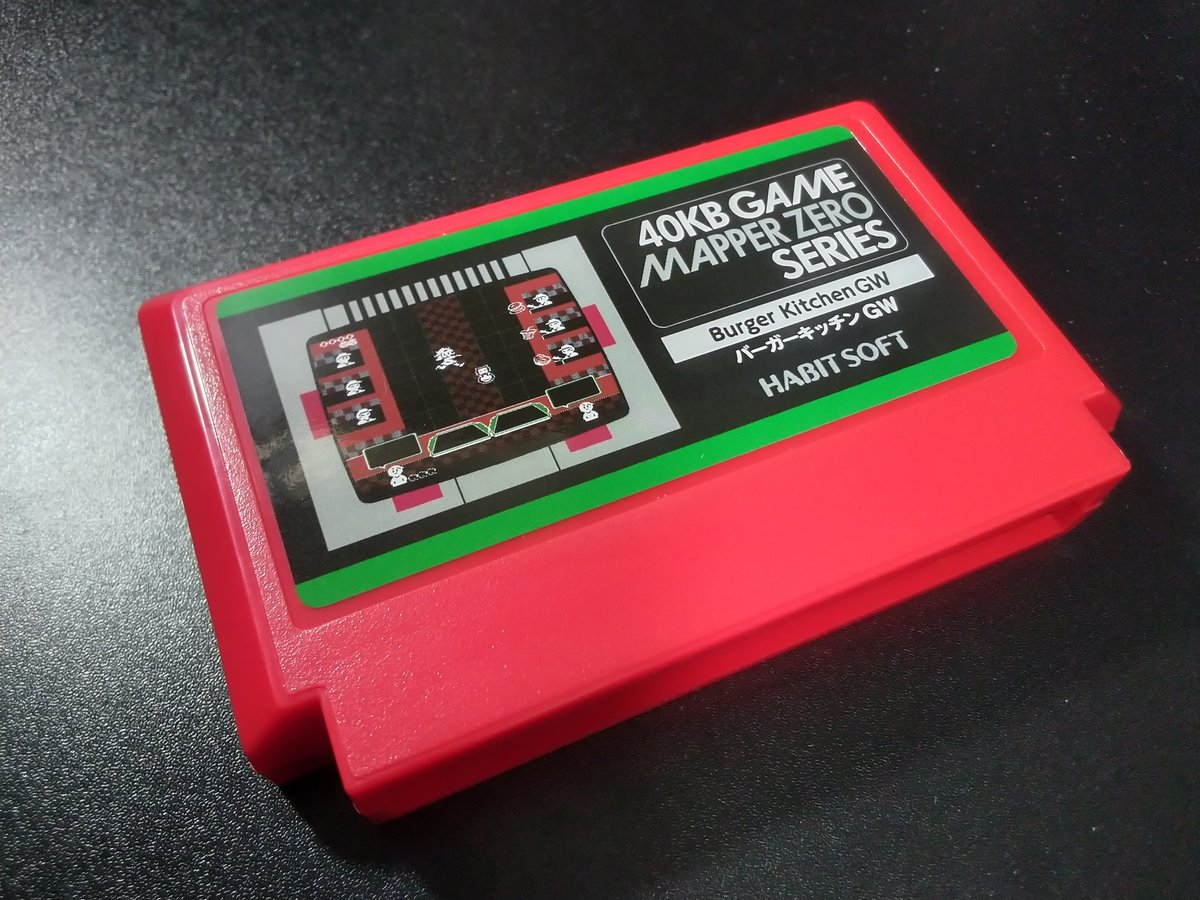 40KB GAME
MAPPER ZERO
SERIES
Burger Kitchen GW
バーガーキッチン GW
HABIT SOFT